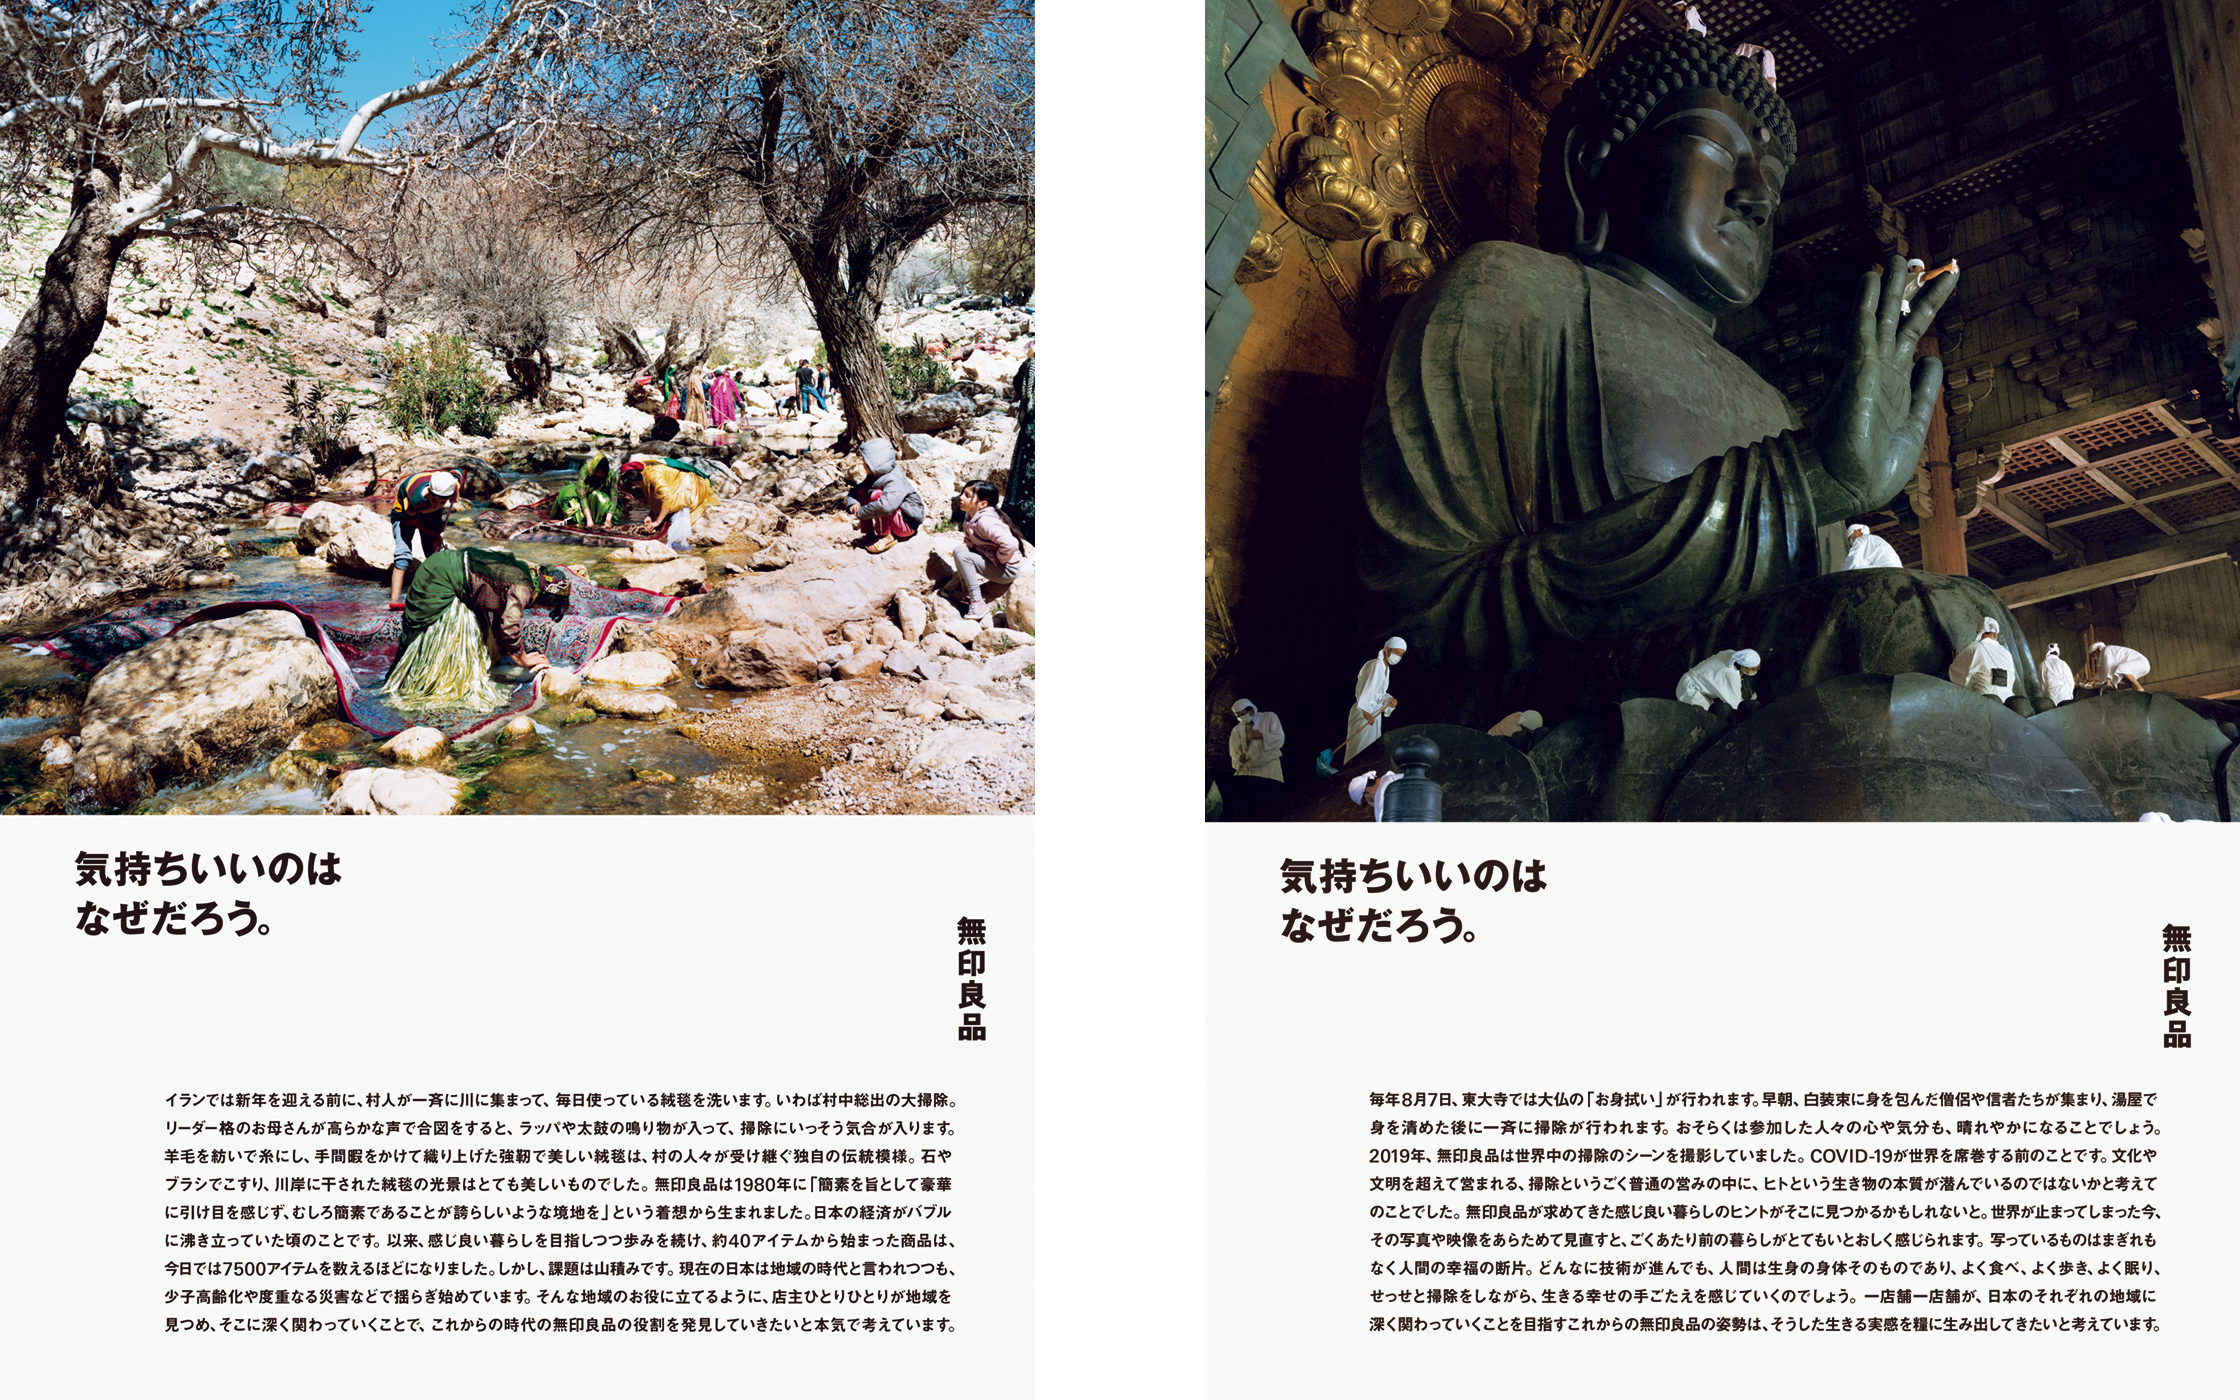 気持ちいいのは
なぜだろう。
無印良品
イランでは新年を迎える前に、村人が一斉に川に集まって、毎日使っている絨毯を洗います。いわば村中総出の大掃除。
リーダー格のお母さんが高らかな声で合図をすると、ラッパや太鼓の鳴り物が入って、掃除にいっそう気合が入ります。
羊毛を紡いで糸にし、手間暇をかけて織り上げた強靭で美しい絨毯は、村の人々が受け継ぐ独自の伝統模様。石や
ブラシでこすり、川岸に干された絨毯の光景はとても美しいものでした。無印良品は1980年に「簡素を旨として豪華
に引け目を感じず、むしろ簡素であることが誇らしいような境地を」という着想から生まれました。日本の経済がバブル
に沸き立っていた頃のことです。以来、感じ良い暮らしを目指しつつ歩みを続け、約40アイテムから始まった商品は、
今日では7500アイテムを数えるほどになりました。しかし、課題は山積みです。現在の日本は地域の時代と言われつつも、
少子高齢化や度重なる災害などで揺らぎ始めています。そんな地域のお役に立てるように、店主ひとりひとりが地域を
見つめ、そこに深く関わっていくことで、これからの時代の無印良品の役割を発見していきたいと本気で考えています。
気持ちいいのは
なぜだろう。
無印良品
毎年8月7日、東大寺では大仏の「お身拭い」が行われます。早朝、白装束に身を包んだ僧侶や信者たちが集まり、湯屋で
身を清めた後に一斉に掃除が行われます。おそらくは参加した人々の心や気分も、晴れやかになることでしょう。
2019年、無印良品は世界中の掃除のシーンを撮影していました。COVID-19が世界を席巻する前のことです。文化や
文明を超えて営まれる、掃除というごく普通の営みの中に、ヒトという生き物の本質が潜んでいるのではないかと考えて
のことでした。無印良品が求めてきた感じ良い暮らしのヒントがそこに見つかるかもしれないと。世界が止まってしまった今、
その写真や映像をあらためて見直すと、ごくあたり前の暮らしがとてもいとおしく感じられます。写っているものはまぎれも
なく人間の幸福の断片。どんなに技術が進んでも、人間は生身の身体そのものであり、よく食べ、よく歩き、よく眠り、
せっせと掃除をしながら、生きる幸せの手ごたえを感じていくのでしょう。一店舗一店舗が、日本のそれぞれの地域に
深く関わっていくことを目指すこれからの無印良品の姿勢は、そうした生きる実感を糧に生み出してきたいと考えています。